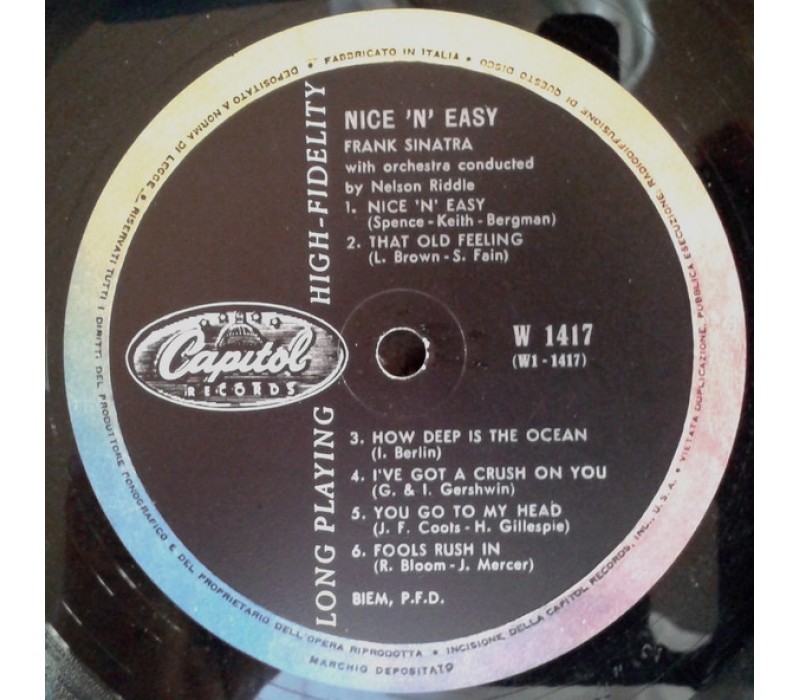 NICE 'N' EASY
FRANK SINATRA
with orchestra conducted
by Nelson Riddle
1. NICE 'N' EASY
(Spence - Keith - Bergman)
2. THAT OLD FEELING
(L. Brown - S. Fain)
W 1417
(W1 - 1417)
3. HOW DEEP IS THE OCEAN
(I. Berlin)
4. I'VE GOT A CRUSH ON YOU
(G. & I. Gershwin)
5. YOU GO TO MY HEAD
(J. F. Coots - H. Gillespie)
6. FOOLS RUSH IN
(R. Bloom - J. Mercer)
BIEM, P.F.D.
LONG PLAYING HIGH-FIDELITY
Capitol
RECORDS
FABBRICATO IN ITALIA • DEPOSITATO A NORMA DI LEGGE • RISERVATI TUTTI I DIRITTI DEL PRODUTTORE FONOGRAFICO E DEL PROPRIETARIO DELL'OPERA RIPRODOTTA • INCISIONE DELLA CAPITOL RECORDS, INC., U.S.A. • VIETATA DUPLICAZIONE, PUBBLICA ESECUZIONE, RADIODIFFUSIONE DI QUESTO DISCO •
MARCHIO DEPOSITATO